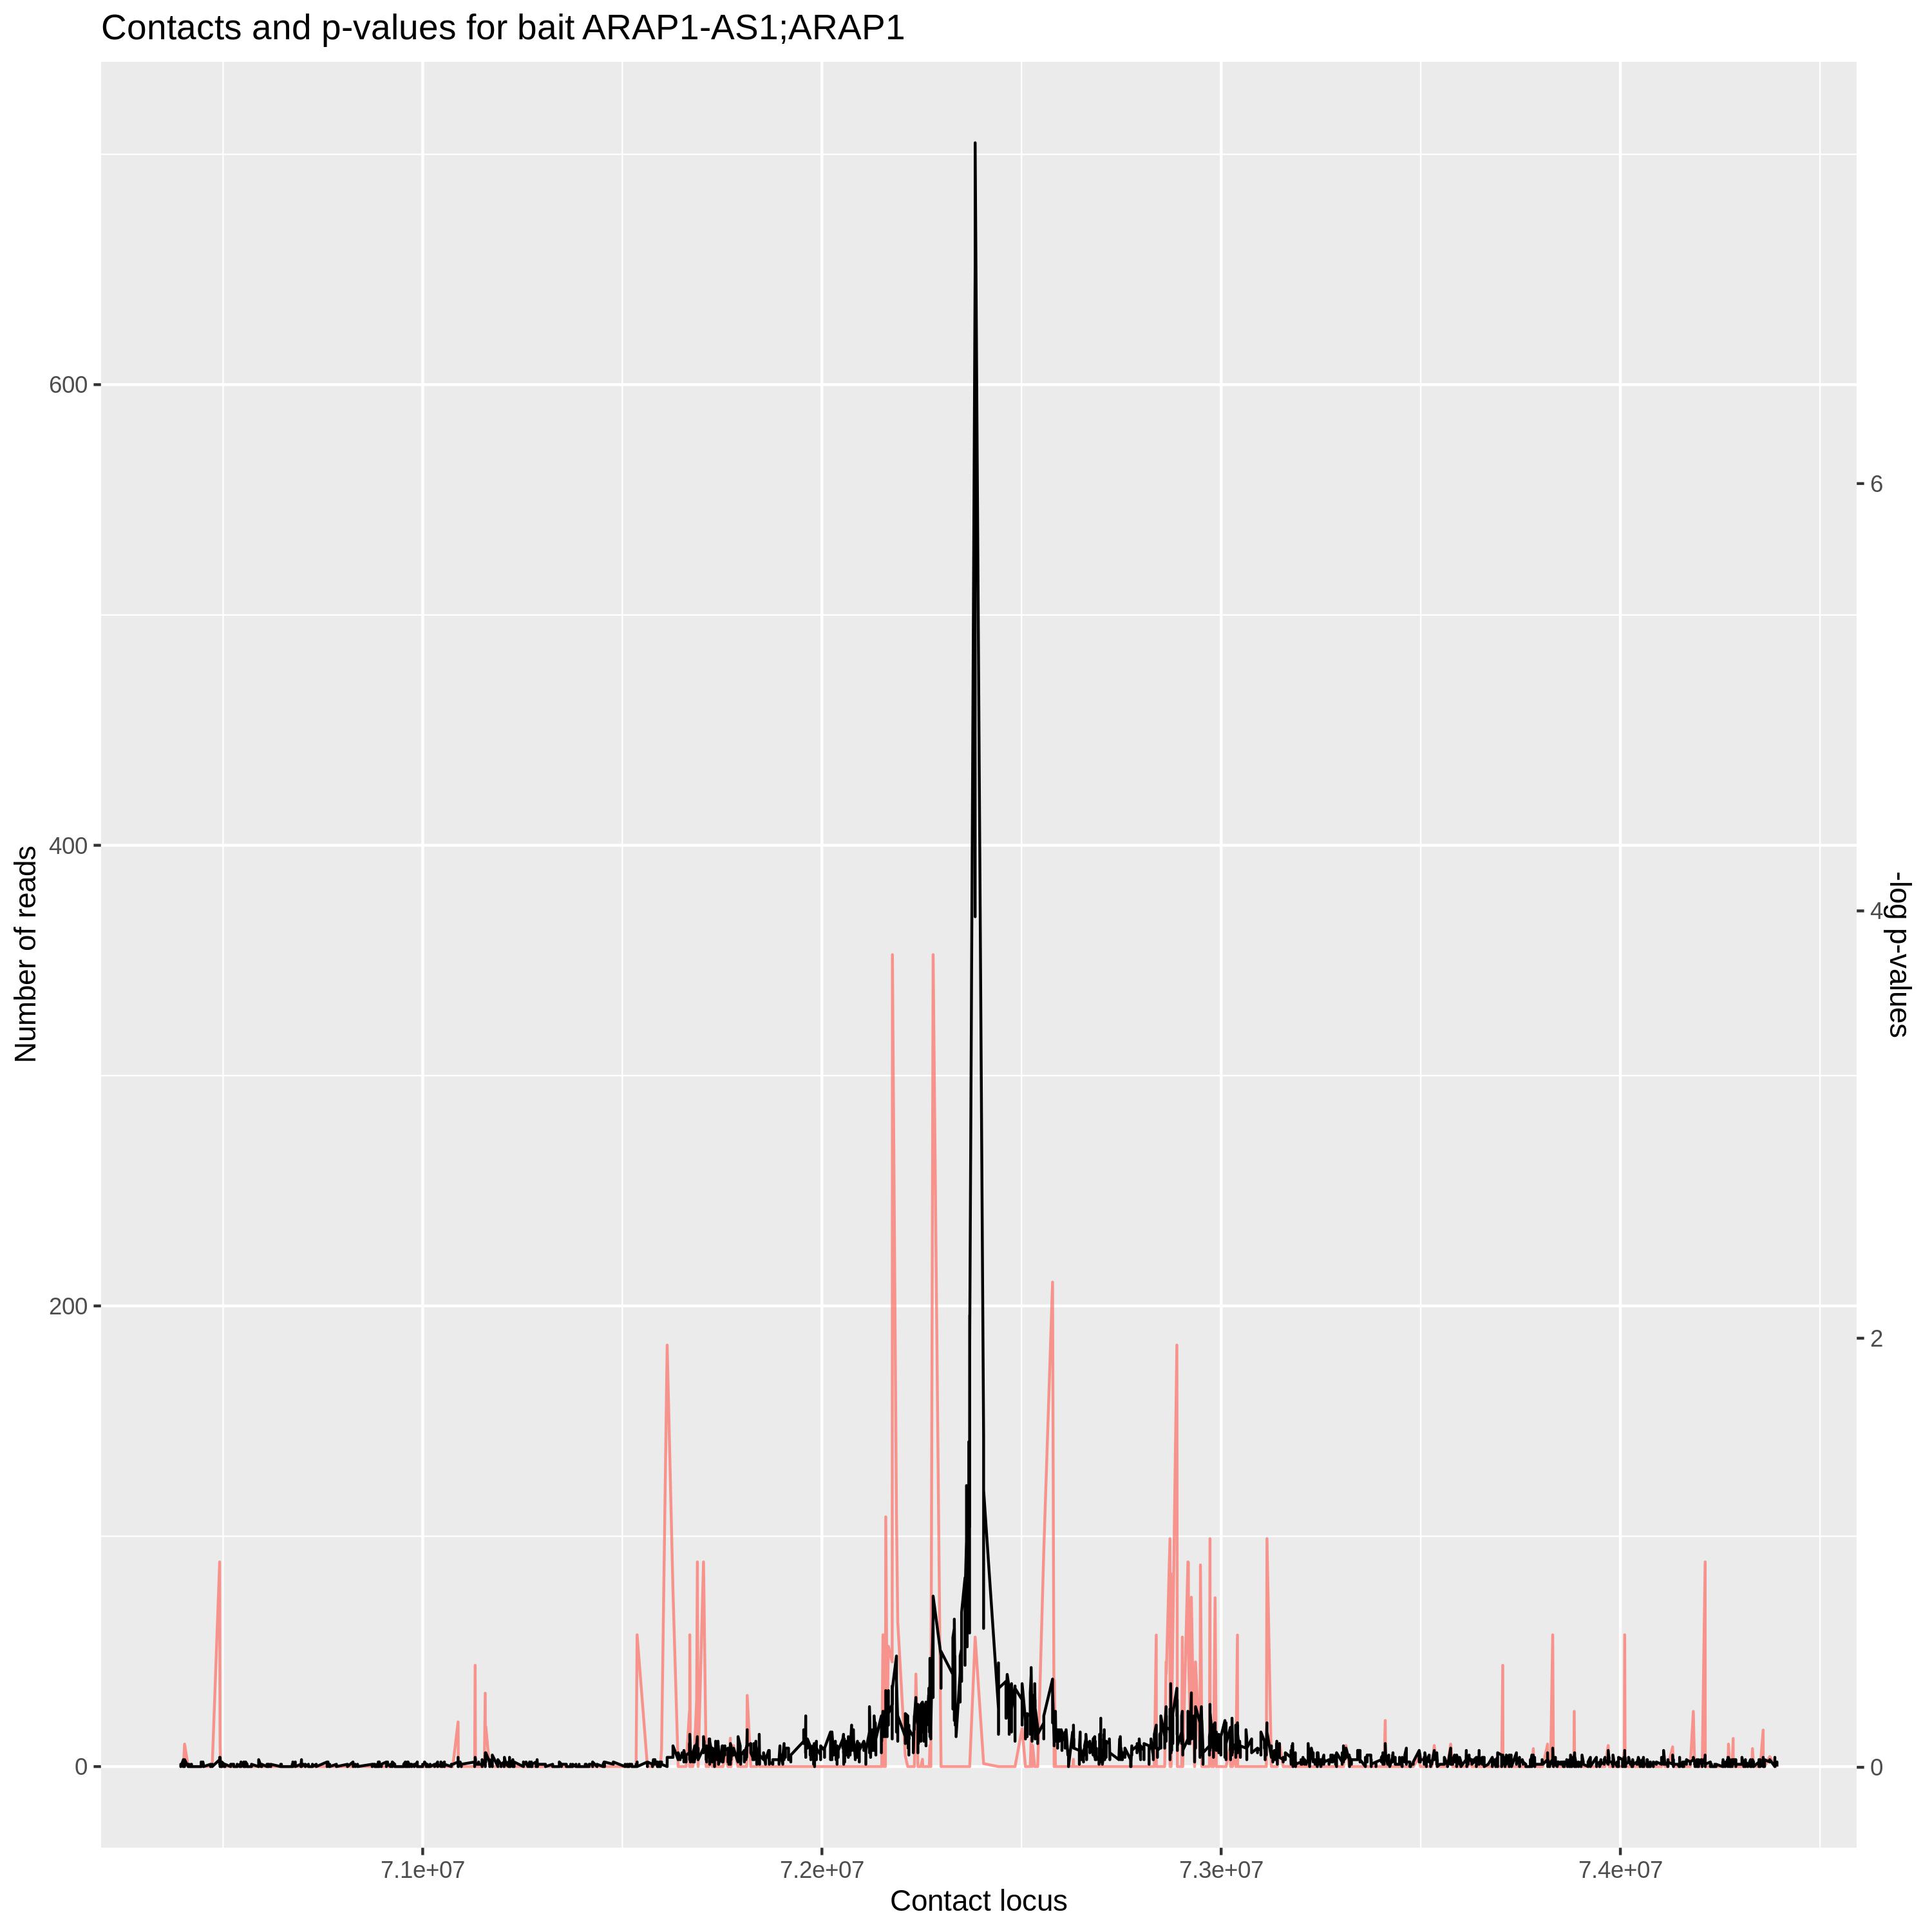 Contacts and p-values for bait ARAP1-AS1;ARAP1
Number of reads
600
400
200
0
6
4
2
0
-log p-values
7.1e+07
7.2e+07
7.3e+07
7.4e+07
Contact locus